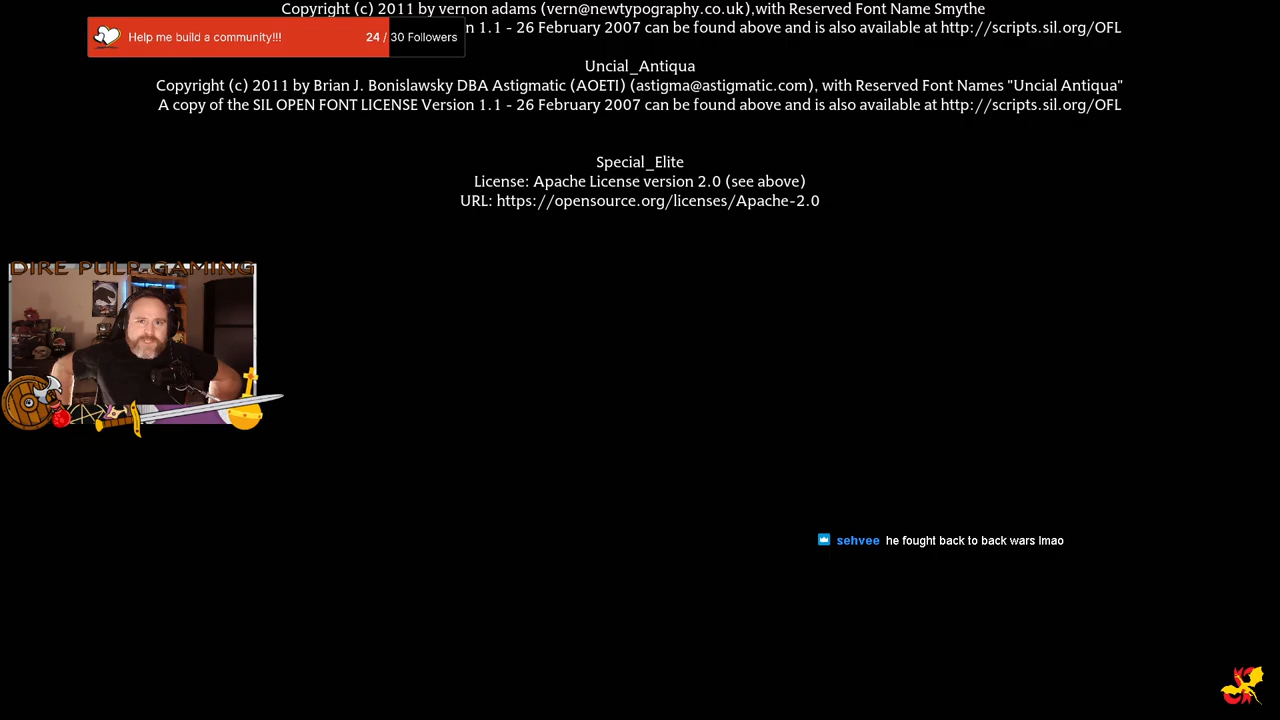 Copyright (c) 2011 by vernon adams (vern@newtypography.co.uk),with Reserved Font Name Smythe
n 1.1 - 26 February 2007 can be found above and is also available at http://scripts.sil.org/OFL
Help me build a community!!! 24 / 30 Followers
Uncial_Antiqua
Copyright (c) 2011 by Brian J. Bonislawsky DBA Astigmatic (AOETI) (astigma@astigmatic.com), with Reserved Font Names "Uncial Antiqua"
A copy of the SIL OPEN FONT LICENSE Version 1.1 - 26 February 2007 can be found above and is also available at http://scripts.sil.org/OFL
Special_Elite
License: Apache License version 2.0 (see above)
URL: https://opensource.org/licenses/Apache-2.0
DIRE PULP GAMING
sehvee he fought back to back wars lmao